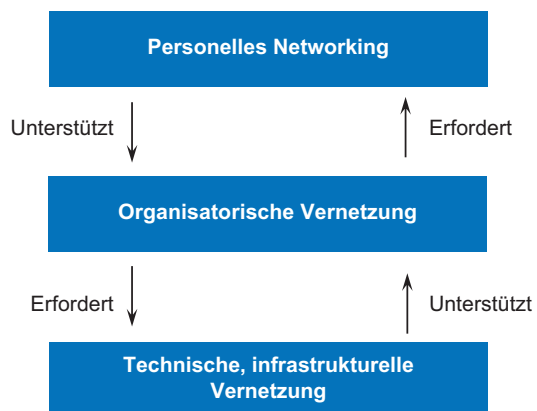 Personelles Networking
Unterstützt
Erfordert
Organisatorische Vernetzung
Erfordert
Unterstützt
Technische, infrastrukturelle
Vernetzung